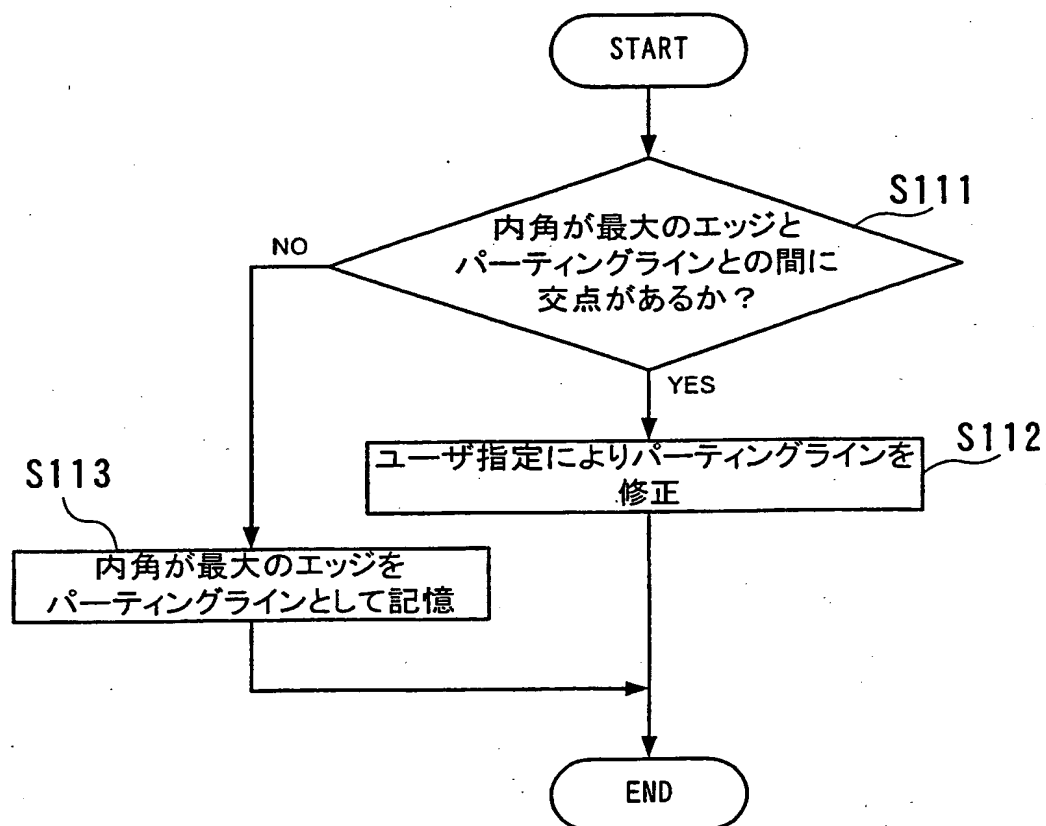 START
S111
内角が最大のエッジと
パーティングラインとの間に
交点があるか？
NO
YES
S112
ユーザ指定によりパーティングラインを
修正
S113
内角が最大のエッジを
パーティングラインとして記憶
END